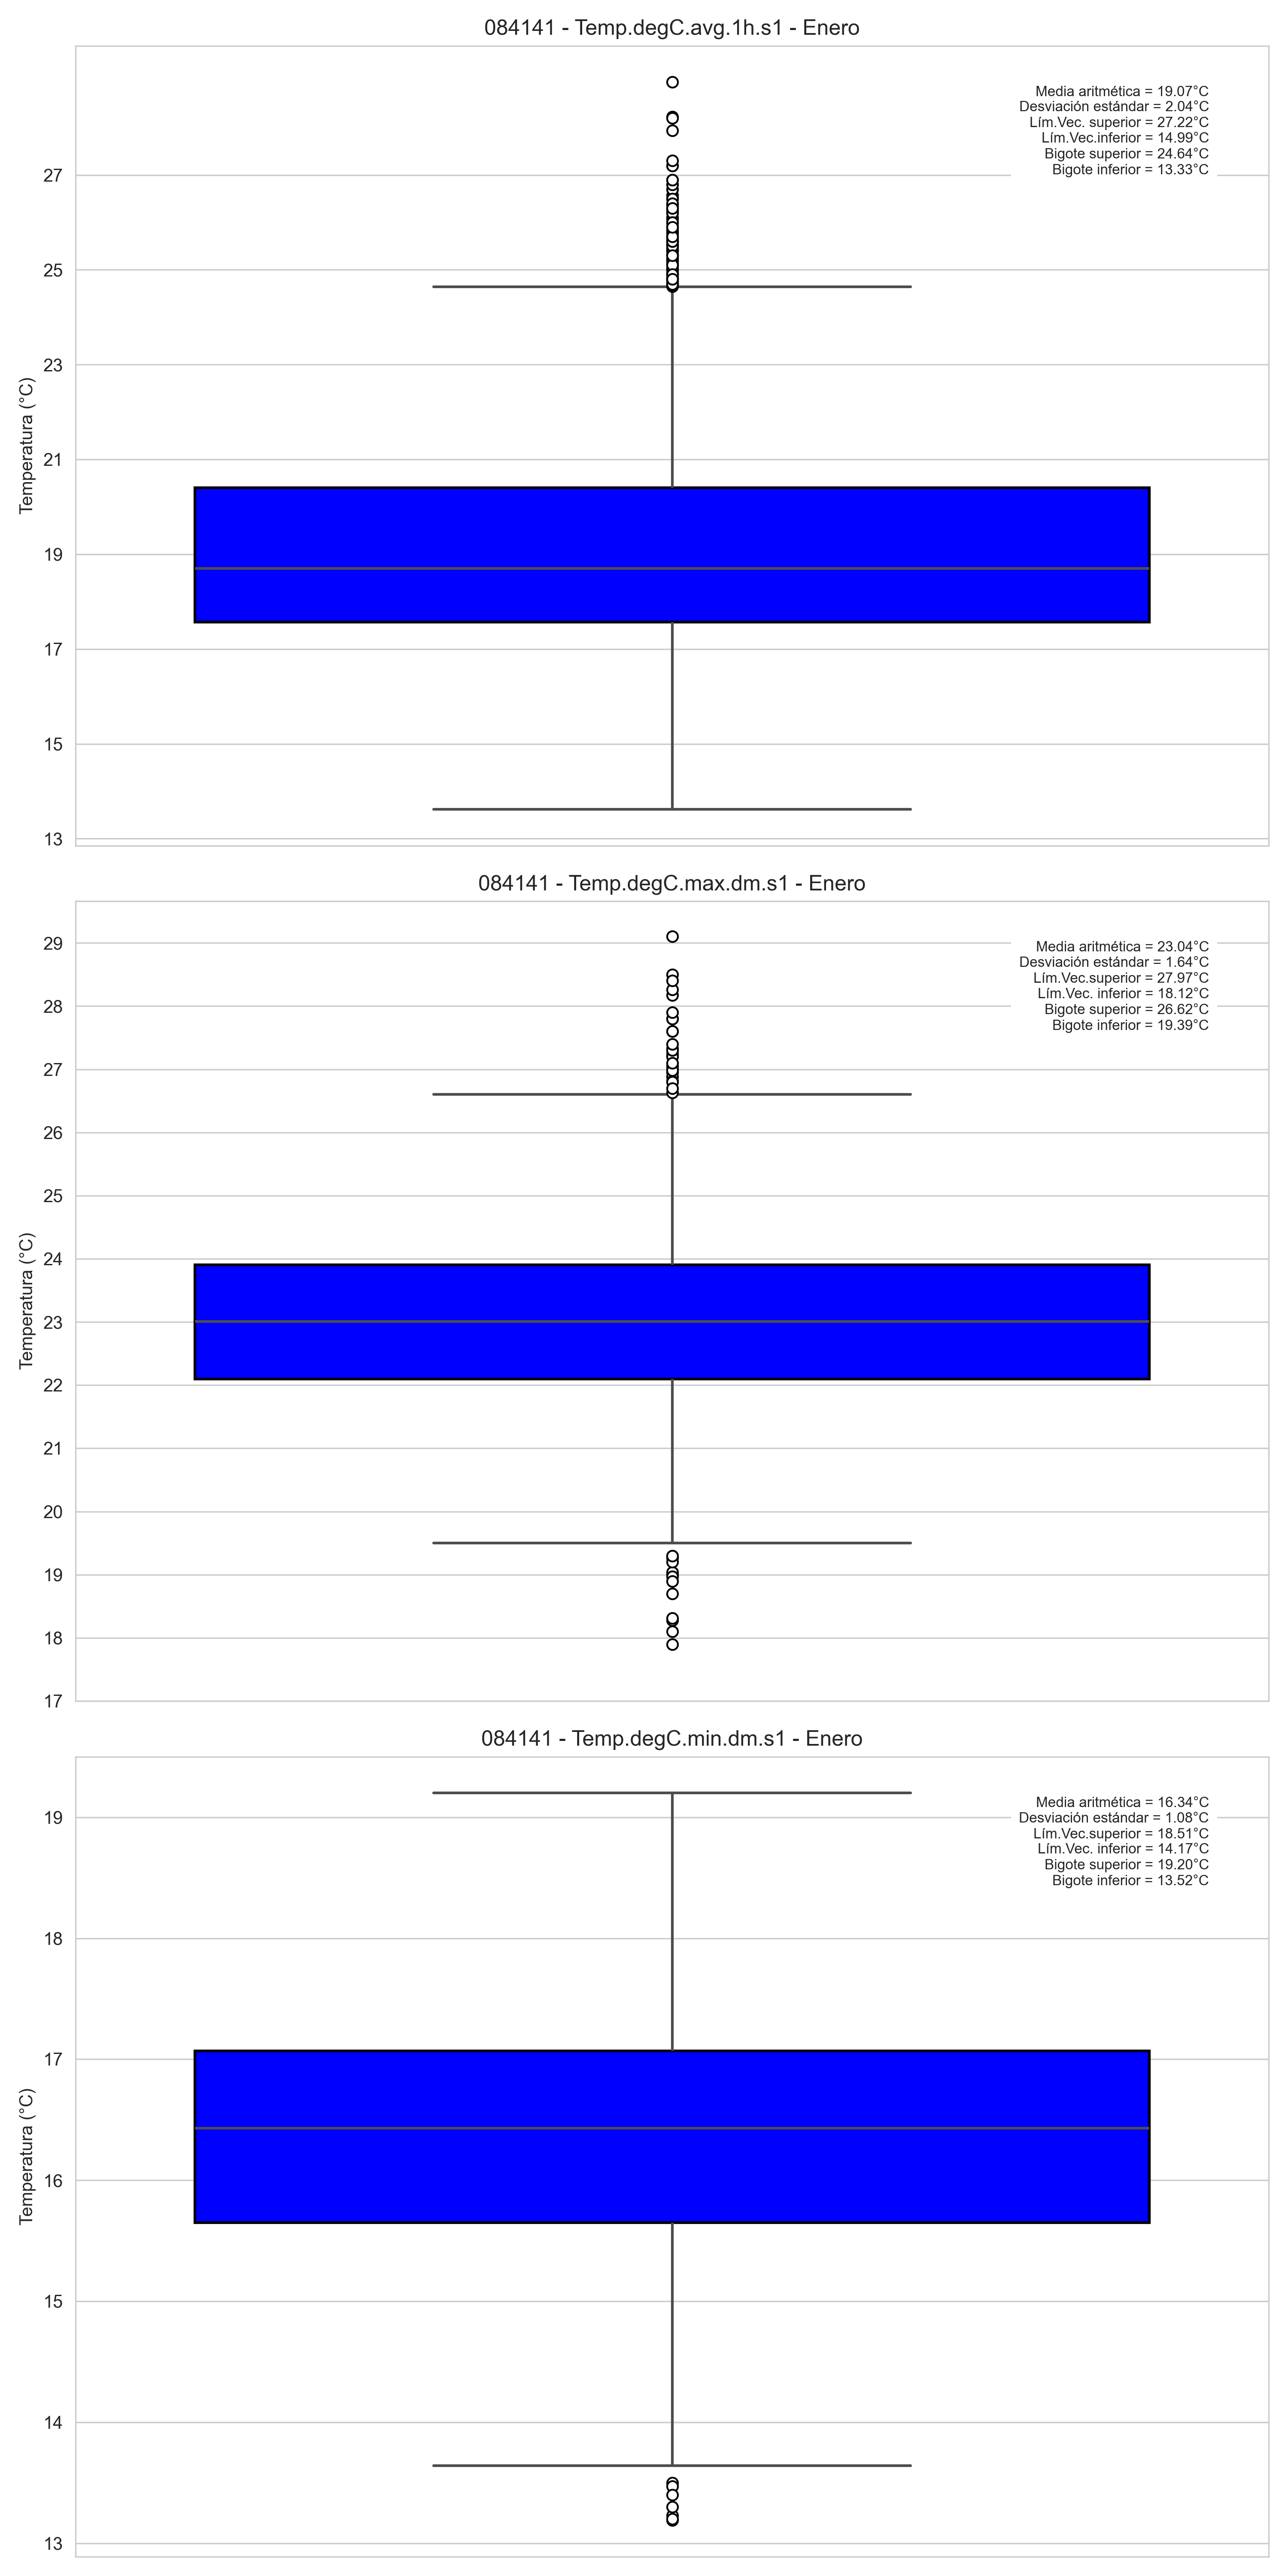 084141 - Temp.degC.avg.1h.s1 - Enero
Media aritmética = 19.07°C
Desviación estándar = 2.04°C
Lím.Vec. superior = 27.22°C
Lím.Vec.inferior = 14.99°C
Bigote superior = 24.64°C
Bigote inferior = 13.33°C
27
25
23
21
19
17
15
13
Temperatura (°C)
084141 - Temp.degC.max.dm.s1 - Enero
Media aritmética = 23.04°C
Desviación estándar = 1.64°C
Lím.Vec.superior = 27.97°C
Lím.Vec. inferior = 18.12°C
Bigote superior = 26.62°C
Bigote inferior = 19.39°C
29
28
27
26
25
24
23
22
21
20
19
18
17
Temperatura (°C)
084141 - Temp.degC.min.dm.s1 - Enero
Media aritmética = 16.34°C
Desviación estándar = 1.08°C
Lím.Vec.superior = 18.51°C
Lím.Vec. inferior = 14.17°C
Bigote superior = 19.20°C
Bigote inferior = 13.52°C
19
18
17
16
15
14
13
Temperatura (°C)